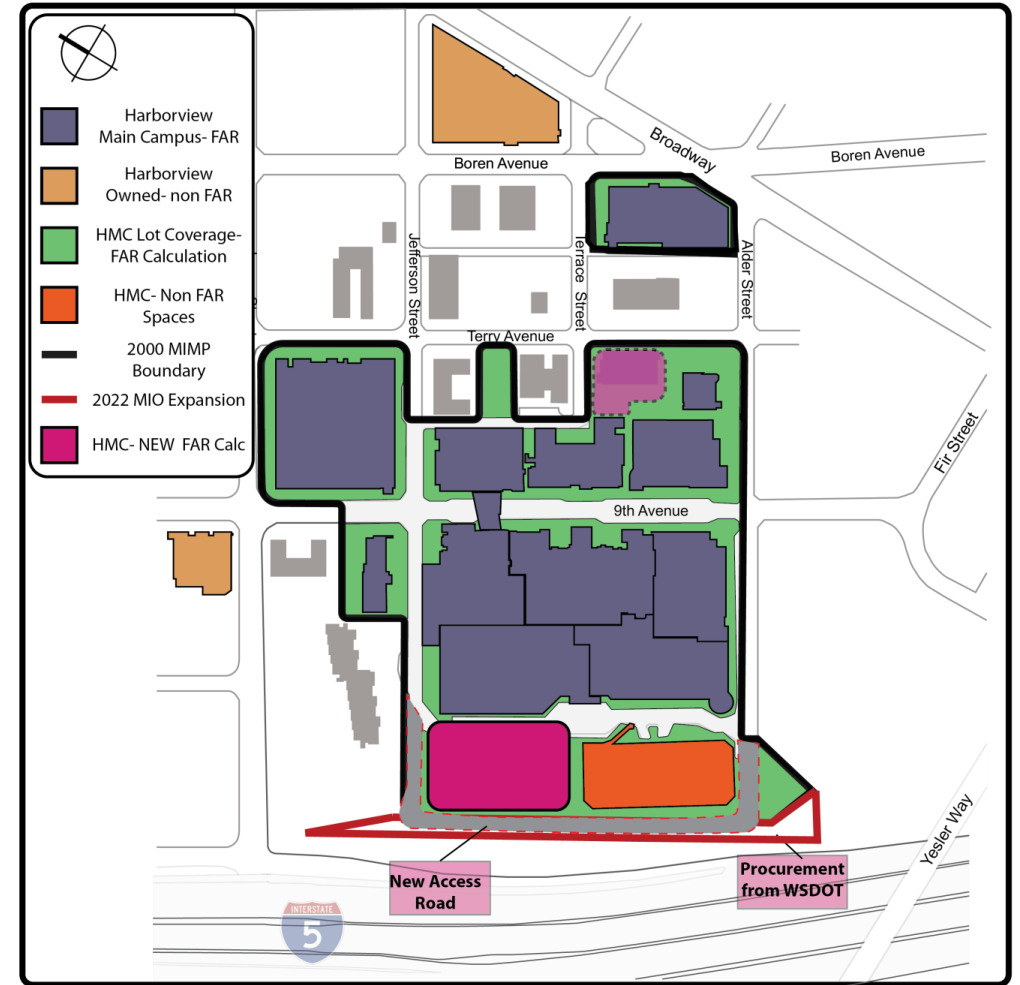 Harborview
Main Campus- FAR
Harborview
Owned- non FAR
HMC Lot Coverage-
FAR Calculation
HMC- Non FAR
Spaces
2000 MIMP
Boundary
2022 MIO Expansion
HMC- NEW FAR Calc
Broadway
Boren Avenue
Boren Avenue
Jefferson Street
Terrace Street
Alder Street
Terry Avenue
Fir Street
9th Avenue
Yesler Way
New Access
Road
Procurement
from WSDOT
INTERSTATE
5